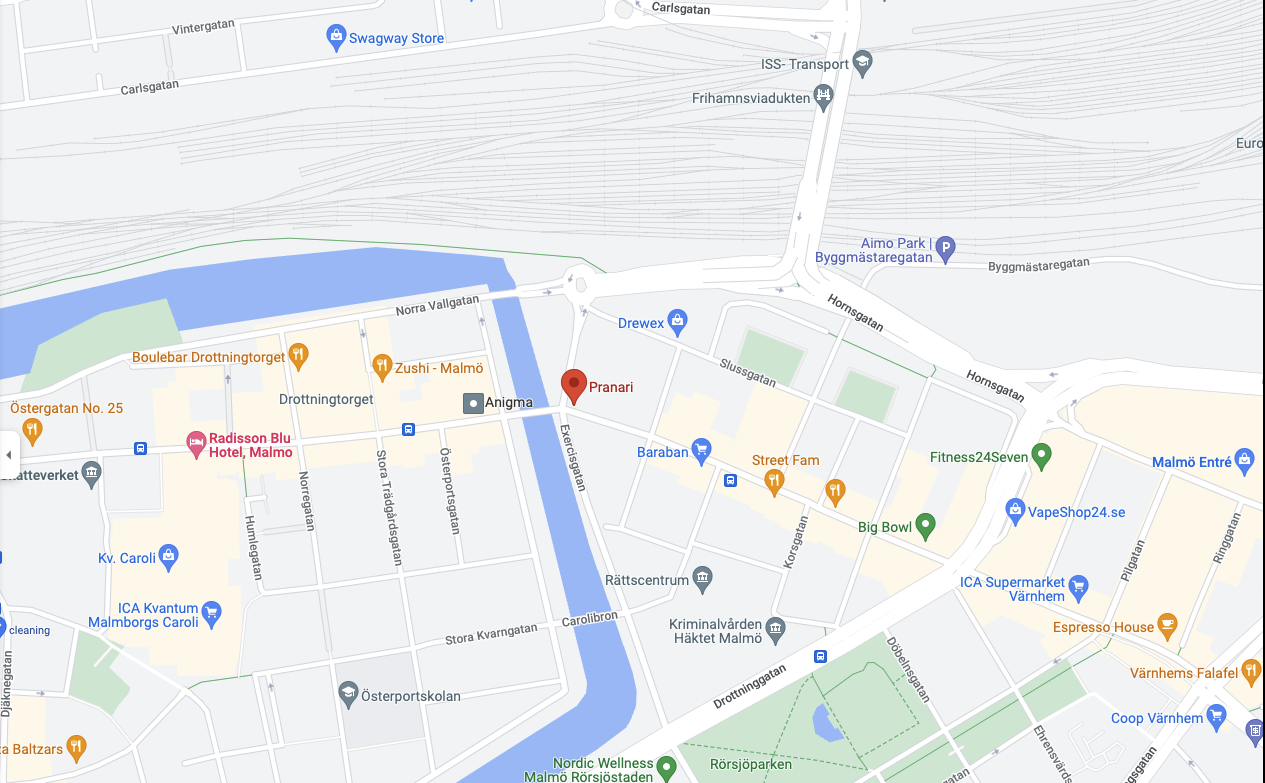 Carlsgatan
Vintergatan
Swagway Store
ISS- Transport
Carlsgatan
Frihamnsviadukten
Euro
Aimo Park |
Byggmästaregatan
Byggmästaregatan
Norra Vallgatan
Hornsgatan
Drewex
Boulebar Drottningtorget
Zushi - Malmö
Slussgatan
Hornsgatan
Pranari
Drottningtorget
Anigma
Östergatan No. 25
Radisson Blu
Hotel, Malmo
Exercisgatan
Baraban
Street Fam
Fitness24Seven
Malmö Entré
Norregatan
Stora Trädgårdsgatan
Österportsgatan
Humlegatan
VapeShop24.se
Big Bowl
Korsgatan
Pilgatan
Ringgatan
Kv. Caroli
Rättscentrum
ICA Supermarket
Värnhem
ICA Kvantum
Malmborgs Caroli
cleaning
Stora Kvarngatan
Carolibron
Kriminalvården
Häktet Malmö
Espresso House
Djäknegatan
Österportskolan
Döbelnsgatan
Värnhems Falafel
Drottninggatan
Coop Värnhem
Baltzars
Ehrensvärds
Nordic Wellness
Malmö Rörsjöstaden
Rörsjöparken
gatan